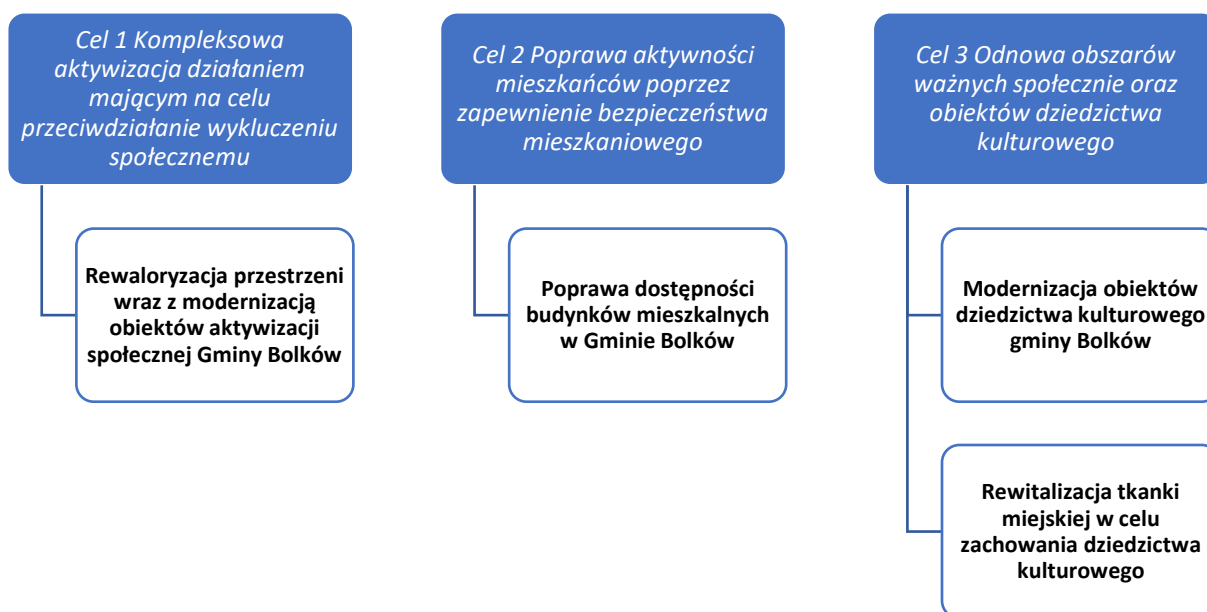 Cel 1 Kompleksowa
aktywizacja działaniem
mającym na celu
przeciwdziałanie wykluczeniu
społecznemu
Rewaloryzacja przestrzeni
wraz z modernizacją
obiektów aktywizacji
społecznej Gminy Bolków
Cel 2 Poprawa aktywności
mieszkańców poprzez
zapewnienie bezpieczeństwa
mieszkaniowego
Poprawa dostępności
budynków mieszkalnych
w Gminie Bolków
Cel 3 Odnowa obszarów
ważnych społecznie oraz
obiektów dziedzictwa
kulturowego
Modernizacja obiektów
dziedzictwa kulturowego
gminy Bolków
Rewitalizacja tkanki
miejskiej w celu
zachowania dziedzictwa
kulturowego